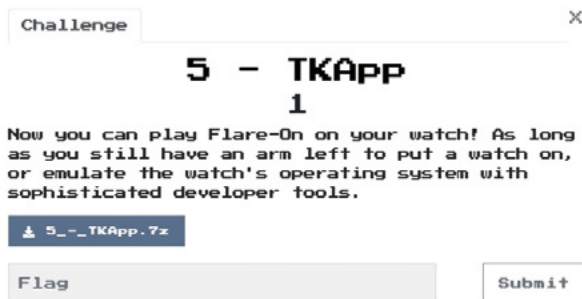 Challenge
×
5 - TKApp
1
Now you can play Flare-On on your watch! As long
as you still have an arm left to put a watch on,
or emulate the watch's operating system with
sophisticated developer tools.
5_-_TKApp.7z
Flag
Submit